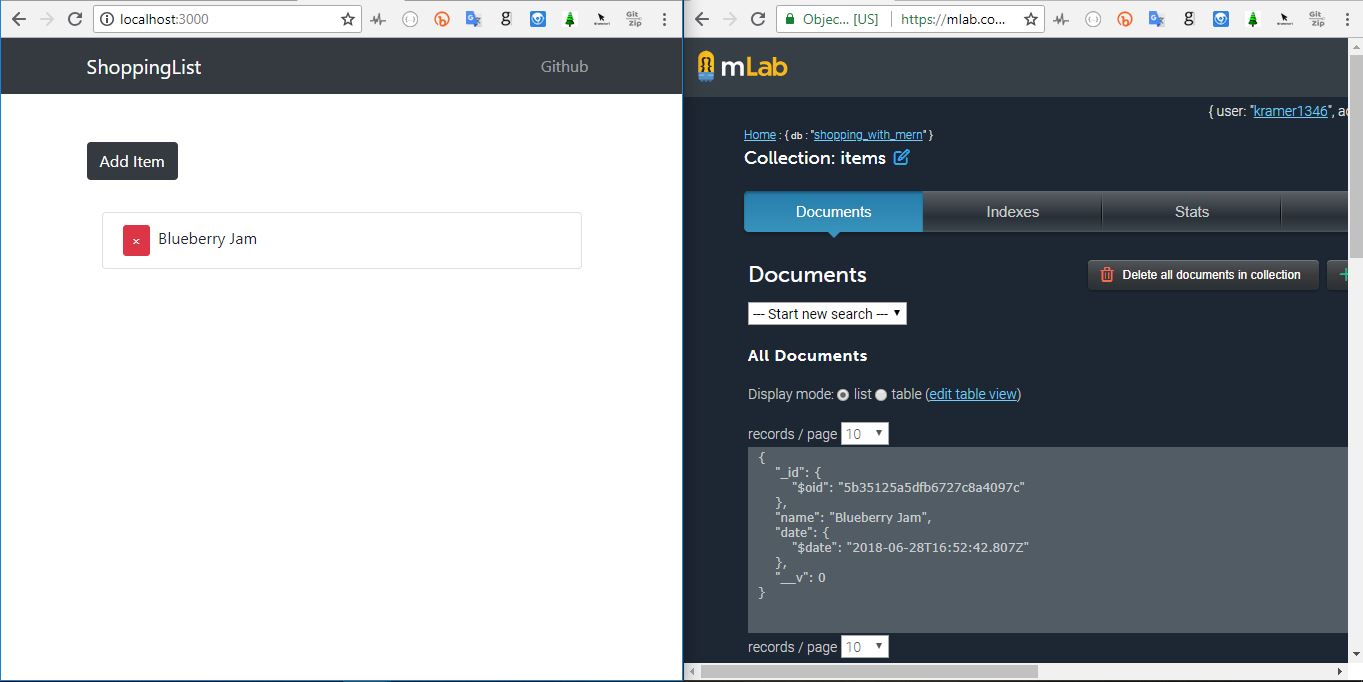 localhost:3000
ShoppingList
Github
Add Item
× Blueberry Jam
Objec... [US] https://mlab.co...
Git
Zip
mLab
{ user: "kramer1346", ac
Home : { db : "shopping_with_mern" }
Collection: items
Documents Indexes Stats
Documents
Delete all documents in collection
--- Start new search ---
All Documents
Display mode: list table (edit table view)
records / page 10
{
"_id": {
"$oid": "5b35125a5dfb6727c8a4097c"
},
"name": "Blueberry Jam",
"date": {
"$date": "2018-06-28T16:52:42.807Z"
},
"__v": 0
}
records / page 10